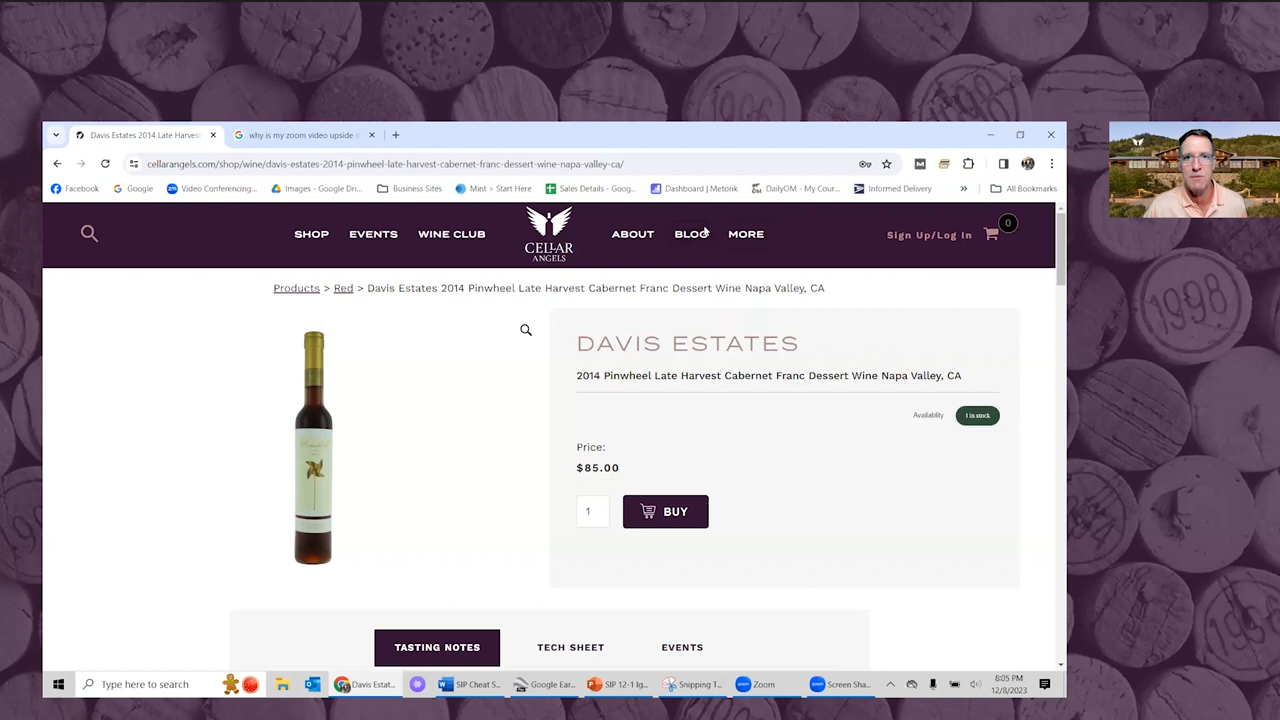 Davis Estates 2014 Late Harvest
why is my zoom video upside d
cellarangels.com/shop/wine/davis-estates-2014-pinwheel-late-harvest-cabernet-franc-dessert-wine-napa-valley-ca/
Facebook Google Video Conferencing... Images - Google Dri... Business Sites Mint > Start Here Sales Details - Goog... Dashboard | Metorik DailyOM - My Cour... Informed Delivery » All Bookmarks
SHOP EVENTS WINE CLUB CELLAR ANGELS ABOUT BLOG MORE Sign Up/Log In 0
Products > Red > Davis Estates 2014 Pinwheel Late Harvest Cabernet Franc Dessert Wine Napa Valley, CA
DAVIS ESTATES
2014 Pinwheel Late Harvest Cabernet Franc Dessert Wine Napa Valley, CA
Availability 1 in stock
Price:
$85.00
1 BUY
TASTING NOTES TECH SHEET EVENTS
Type here to search Davis Estat... SIP Cheat S... Google Ear... SIP 12-1 Ig... Snipping T... Zoom Screen Sha... 8:05 PM
12/8/2023
1998
1998